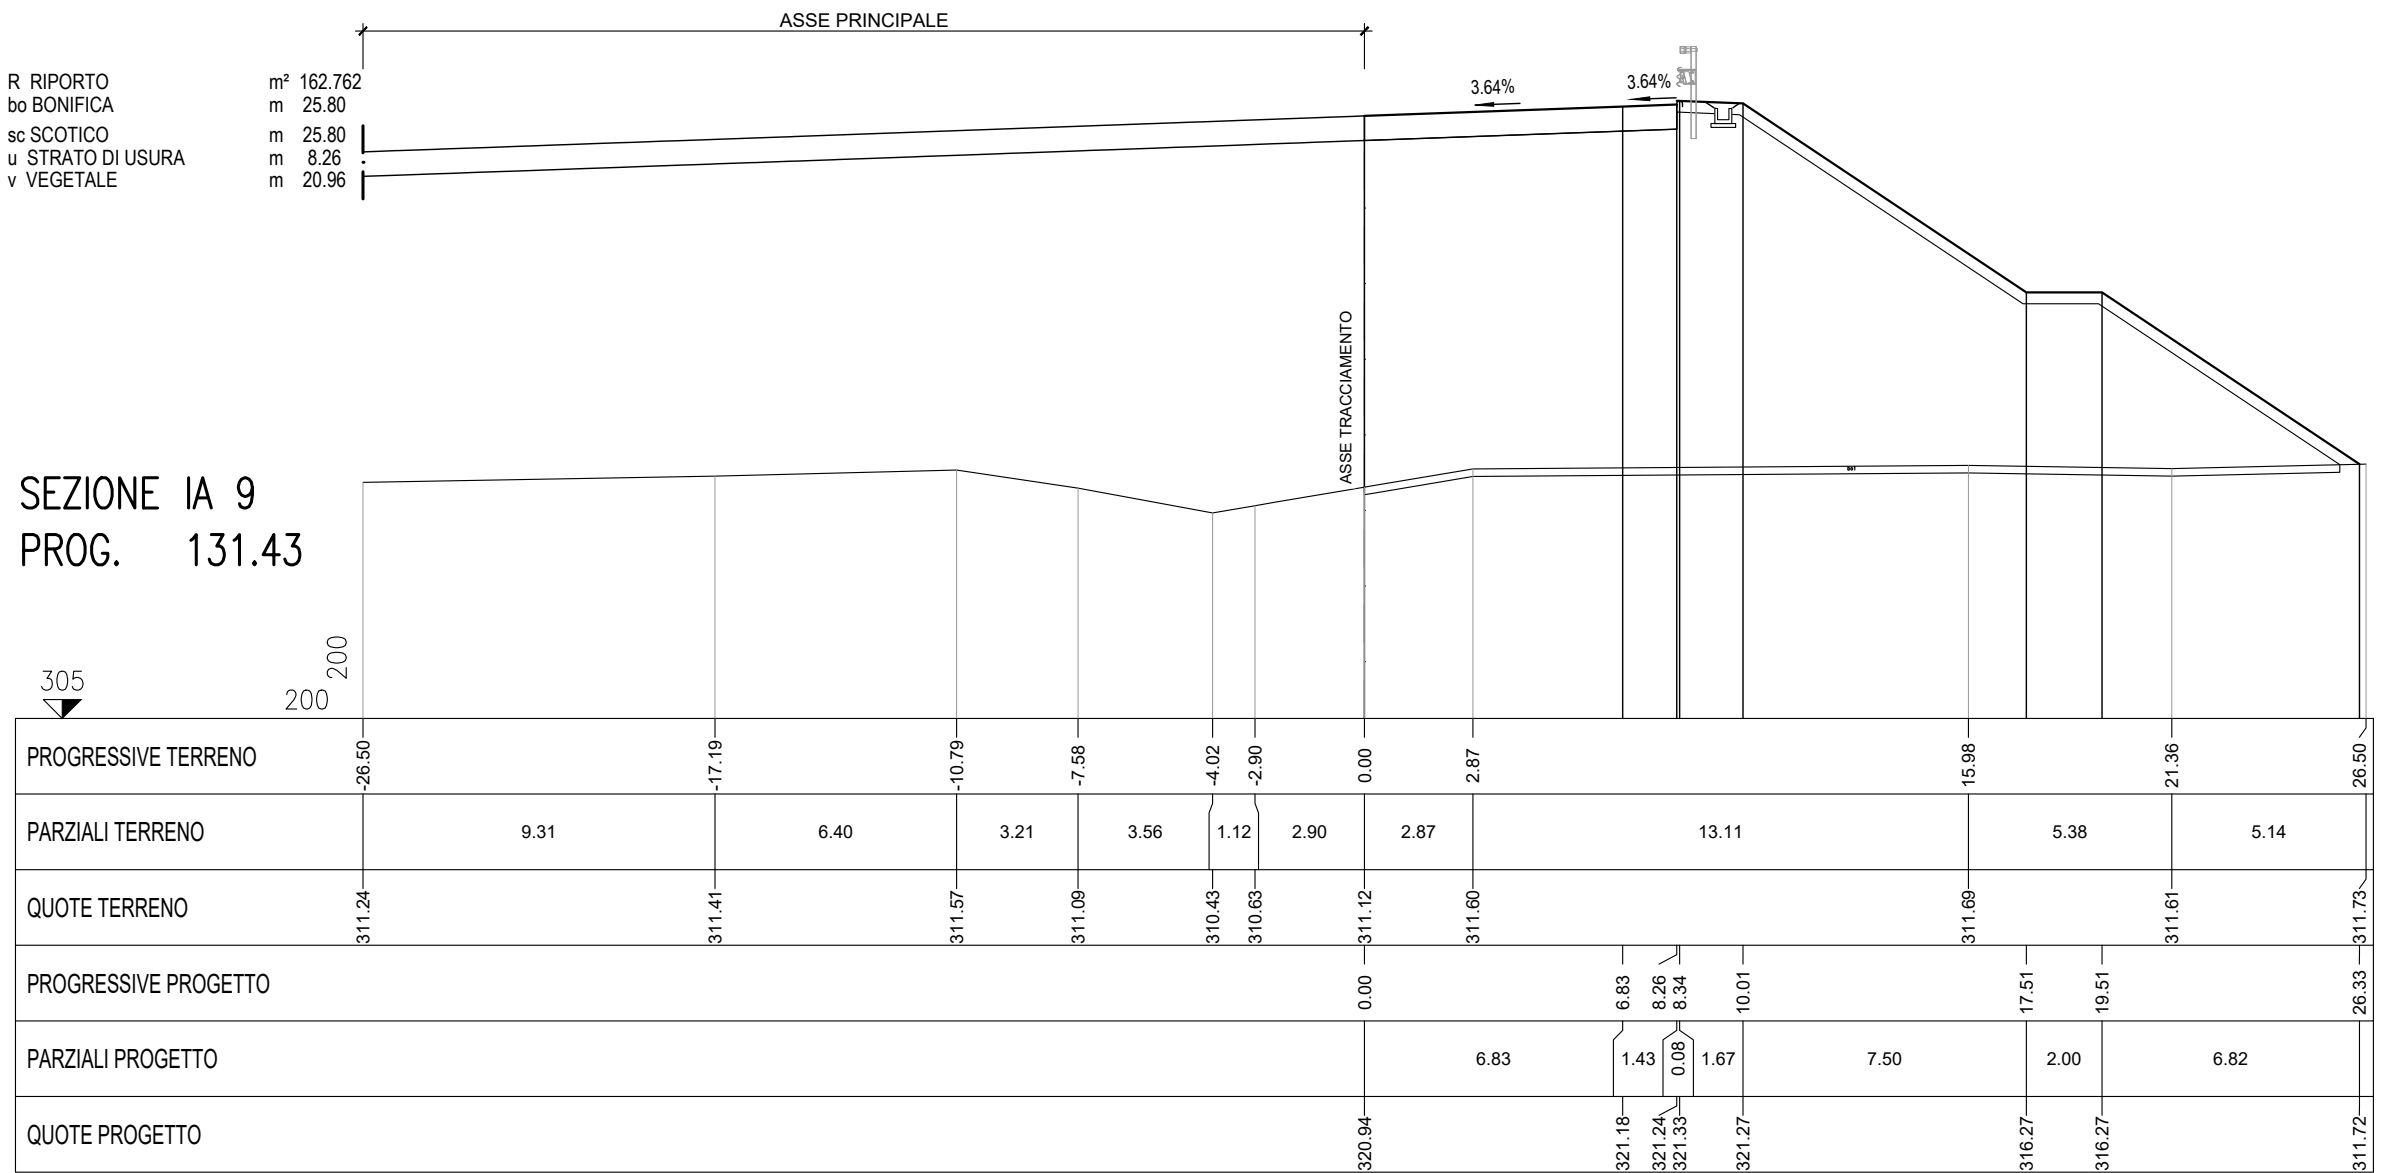 ASSE PRINCIPALE
R RIPORTO m² 162.762
bo BONIFICA m 25.80
sc SCOTICO m 25.80
u STRATO DI USURA m 8.26
v VEGETALE m 20.96
3.64% 3.64%
ASSE TRACCIAMENTO
SEZIONE IA 9
PROG. 131.43
305
200
200
PROGRESSIVE TERRENO -26.50 -17.19 -10.79 -7.58 -4.02 -2.90 0.00 2.87 15.98 21.36 26.50
PARZIALI TERRENO 9.31 6.40 3.21 3.56 1.12 2.90 2.87 13.11 5.38 5.14
QUOTE TERRENO 311.24 311.41 311.57 311.09 310.43 310.63 311.12 311.60 311.69 311.61 311.73
PROGRESSIVE PROGETTO 0.00 6.83 8.26 8.34 10.01 17.51 19.51 26.33
PARZIALI PROGETTO 6.83 1.43 0.08 1.67 7.50 2.00 6.82
QUOTE PROGETTO 320.94 321.18 321.24 321.33 321.27 316.27 316.27 311.72